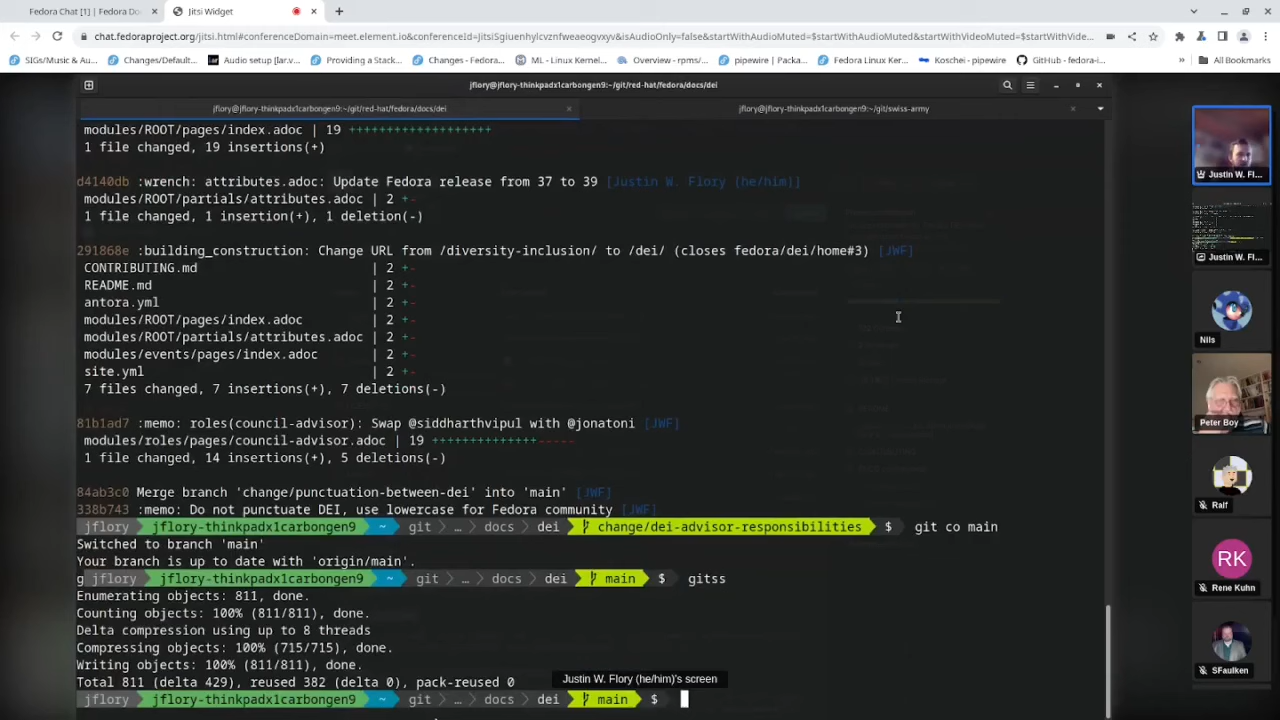 Fedora Chat [1] | Fedora Do
Jitsi Widget
chat.fedoraproject.org/jitsi.html#conferenceDomain=meet.element.io&conferenceId=JitsiSgiuenhylcvznfweaeogvxyv&isAudioOnly=false&startWithAudioMuted=$startWithAudioMuted&startWithVideoMuted=$startWithVideoMuted&startWithVid...
SIGs/Music & Au...
Changes/Default...
Audio setup [lar.v...
Providing a Stack...
Changes - Fedora...
ML - Linux Kernel...
Overview - rpms/...
pipewire | Packa...
Fedora Linux Ker...
Koschei - pipewire
GitHub - fedora-i...
»
All Bookmarks
jflory@jflory-thinkpadx1carbongen9:~/git/red-hat/fedora/docs/dei
jflory@jflory-thinkpadx1carbongen9:~/git/red-hat/fedora/docs/dei
jflory@jflory-thinkpadx1carbongen9:~/git/swiss-army
modules/ROOT/pages/index.adoc | 19 +++++++++++++++++++
1 file changed, 19 insertions(+)
d4140db :wrench: attributes.adoc: Update Fedora release from 37 to 39 [Justin W. Flory (he/him)]
modules/ROOT/partials/attributes.adoc | 2 +-
1 file changed, 1 insertion(+), 1 deletion(-)
291868e :building_construction: Change URL from /diversity-inclusion/ to /dei/ (closes fedora/dei/home#3) [JWF]
CONTRIBUTING.md | 2 +-
README.md | 2 +-
antora.yml | 2 +-
modules/ROOT/pages/index.adoc | 2 +-
modules/ROOT/partials/attributes.adoc | 2 +-
modules/events/pages/index.adoc | 2 +-
site.yml | 2 +-
7 files changed, 7 insertions(+), 7 deletions(-)
81b1ad7 :memo: roles(council-advisor): Swap @siddharthvipul with @jonatoni [JWF]
modules/roles/pages/council-advisor.adoc | 19 ++++++++++++++-----
1 file changed, 14 insertions(+), 5 deletions(-)
84ab3c0 Merge branch 'change/punctuation-between-dei' into 'main' [JWF]
338b743 :memo: Do not punctuate DEI, use lowercase for Fedora community [JWF]
jflory jflory-thinkpadx1carbongen9 ~ git … docs dei change/dei-advisor-responsibilities $ git co main
Switched to branch 'main'
Your branch is up to date with 'origin/main'.
g jflory jflory-thinkpadx1carbongen9 ~ git … docs dei main $ gitss
Enumerating objects: 811, done.
Counting objects: 100% (811/811), done.
Delta compression using up to 8 threads
Compressing objects: 100% (715/715), done.
Writing objects: 100% (811/811), done.
Total 811 (delta 429), reused 382 (delta 0), pack-reused 0
jflory jflory-thinkpadx1carbongen9 ~ git … docs dei main $
Justin W. Flory (he/him)'s screen
Justin W. Fl...
Justin W. Fl...
Nils
Peter Boy
Ralf
RK
Rene Kuhn
SFaulken